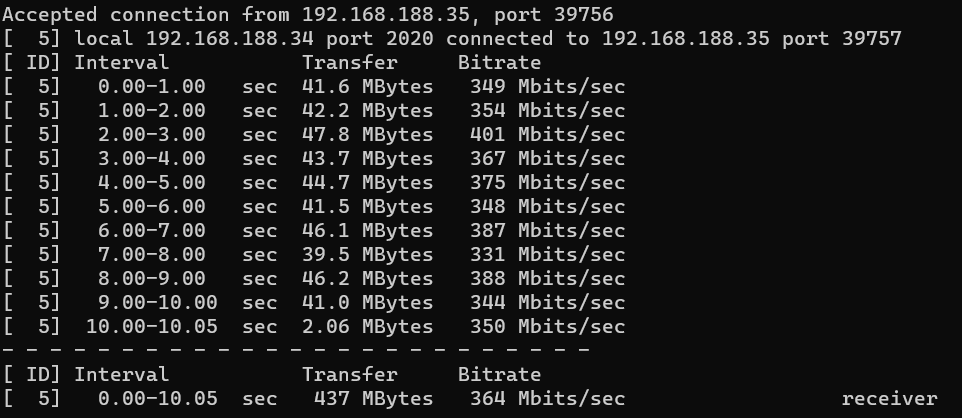 Accepted connection from 192.168.188.35, port 39756
[  5] local 192.168.188.34 port 2020 connected to 192.168.188.35 port 39757
[ ID] Interval           Transfer     Bitrate
[  5]   0.00-1.00   sec  41.6 MBytes   349 Mbits/sec
[  5]   1.00-2.00   sec  42.2 MBytes   354 Mbits/sec
[  5]   2.00-3.00   sec  47.8 MBytes   401 Mbits/sec
[  5]   3.00-4.00   sec  43.7 MBytes   367 Mbits/sec
[  5]   4.00-5.00   sec  44.7 MBytes   375 Mbits/sec
[  5]   5.00-6.00   sec  41.5 MBytes   348 Mbits/sec
[  5]   6.00-7.00   sec  46.1 MBytes   387 Mbits/sec
[  5]   7.00-8.00   sec  39.5 MBytes   331 Mbits/sec
[  5]   8.00-9.00   sec  46.2 MBytes   388 Mbits/sec
[  5]   9.00-10.00  sec  41.0 MBytes   344 Mbits/sec
[  5]  10.00-10.05  sec  2.06 MBytes   350 Mbits/sec
- - - - - - - - - - - - - - - - - - - - - - - - -
[ ID] Interval           Transfer     Bitrate
[  5]   0.00-10.05  sec   437 MBytes   364 Mbits/sec                  receiver